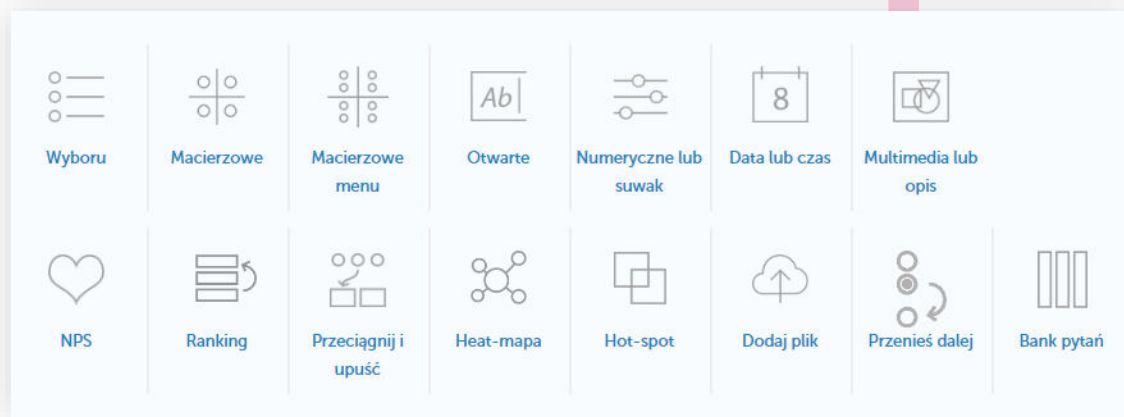 Ab
8
Wyboru
Macierzowe
Macierzowe
menu
Otwarte
Numeryczne lub
suwak
Data lub czas
Multimedia lub
opis
NPS
Ranking
Przeciągnij i
upuść
Heat-mapa
Hot-spot
Dodaj plik
Przenieś dalej
Bank pytań